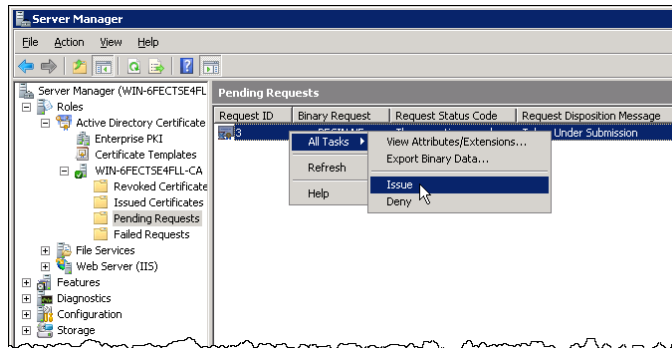 Server Manager
File Action View Help
Server Manager (WIN-6FECTSE4FL
Roles
Active Directory Certificate
Enterprise PKI
Certificate Templates
WIN-6FECTSE4FLL-CA
Revoked Certificate
Issued Certificates
Pending Requests
Failed Requests
File Services
Web Server (IIS)
Features
Diagnostics
Configuration
Storage
Pending Requests
Request ID Binary Request Request Status Code Request Disposition Message
3 Under Submission
All Tasks
Refresh
Help
View Attributes/Extensions...
Export Binary Data...
Issue
Deny